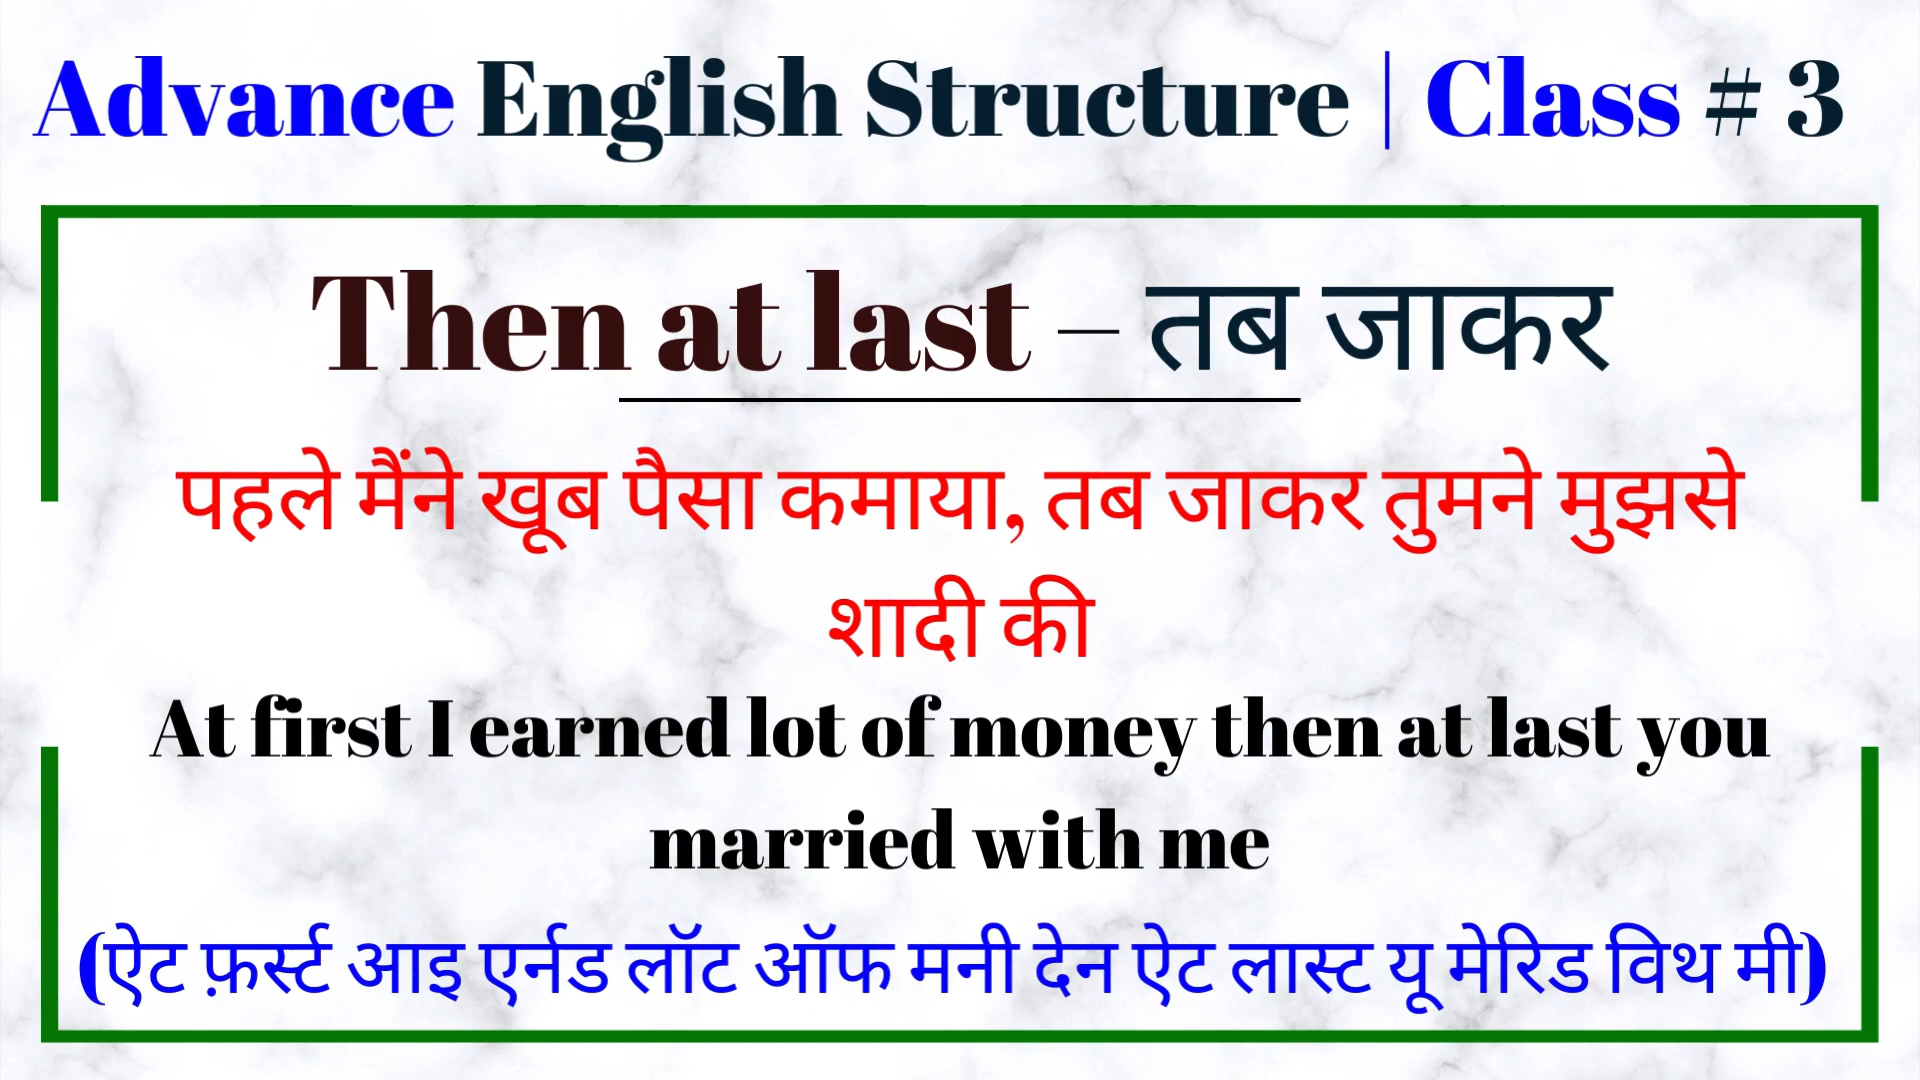 Advance English Structure | Class # 3
Then at last – तब जाकर
पहले मैंने खूब पैसा कमाया, तब जाकर तुमने मुझसे
शादी की
At first I earned lot of money then at last you
married with me
(ऐट फ़र्स्ट आइ एर्नड लॉट ऑफ मनी देन ऐट लास्ट यू मेरिड विथ मी)